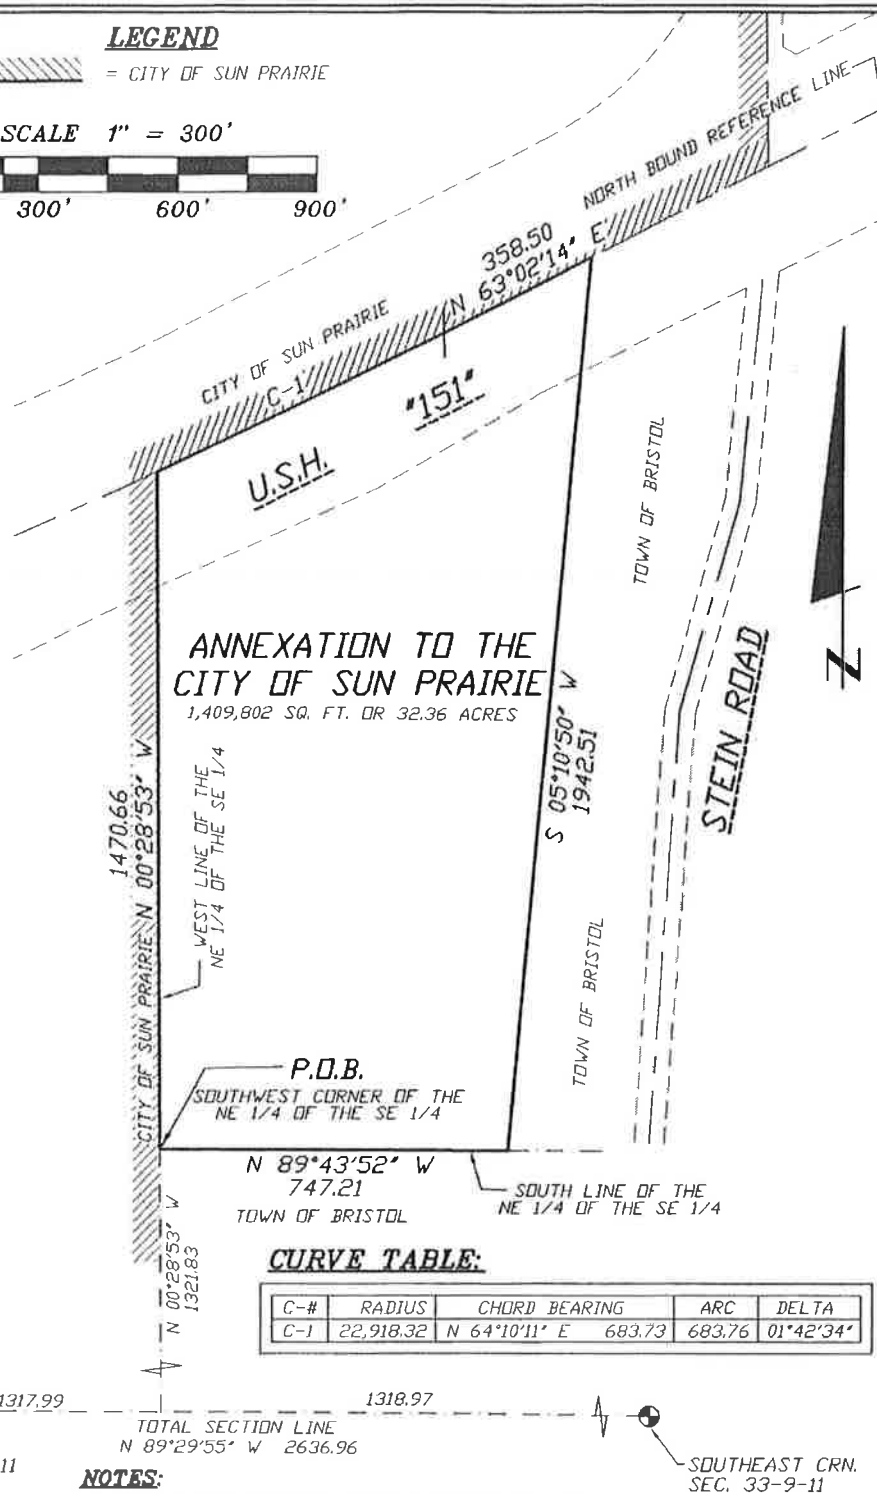 LEGEND
= CITY OF SUN PRAIRIE
SCALE 1" = 300'
300' 600' 900'
NORTH BOUND REFERENCE LINE
358.50
N 63°02'14" E
CITY OF SUN PRAIRIE
C-1
U.S.H. "151"
TOWN OF BRISTOL
ANNEXATION TO THE
CITY OF SUN PRAIRIE
1,409,802 SQ. FT. OR 32.36 ACRES
STEIN ROAD
Z
S 05°10'50" W
1942.51
1470.66
CITY OF SUN PRAIRIE N 00°28'53" W
WEST LINE OF THE
NE 1/4 OF THE SE 1/4
TOWN OF BRISTOL
P.O.B.
SOUTHWEST CORNER OF THE
NE 1/4 OF THE SE 1/4
N 89°43'52" W
747.21
TOWN OF BRISTOL
SOUTH LINE OF THE
NE 1/4 OF THE SE 1/4
N 00°28'53" W
1321.83
CURVE TABLE:
C-# RADIUS CHORD BEARING ARC DELTA
C-1 22,918.32 N 64°10'11" E 683.73 683.76 01°42'34"
1317.99 1318.97
TOTAL SECTION LINE
N 89°29'55" W 2636.96
11
NOTES:
SOUTHEAST CRN.
SEC. 33-9-11